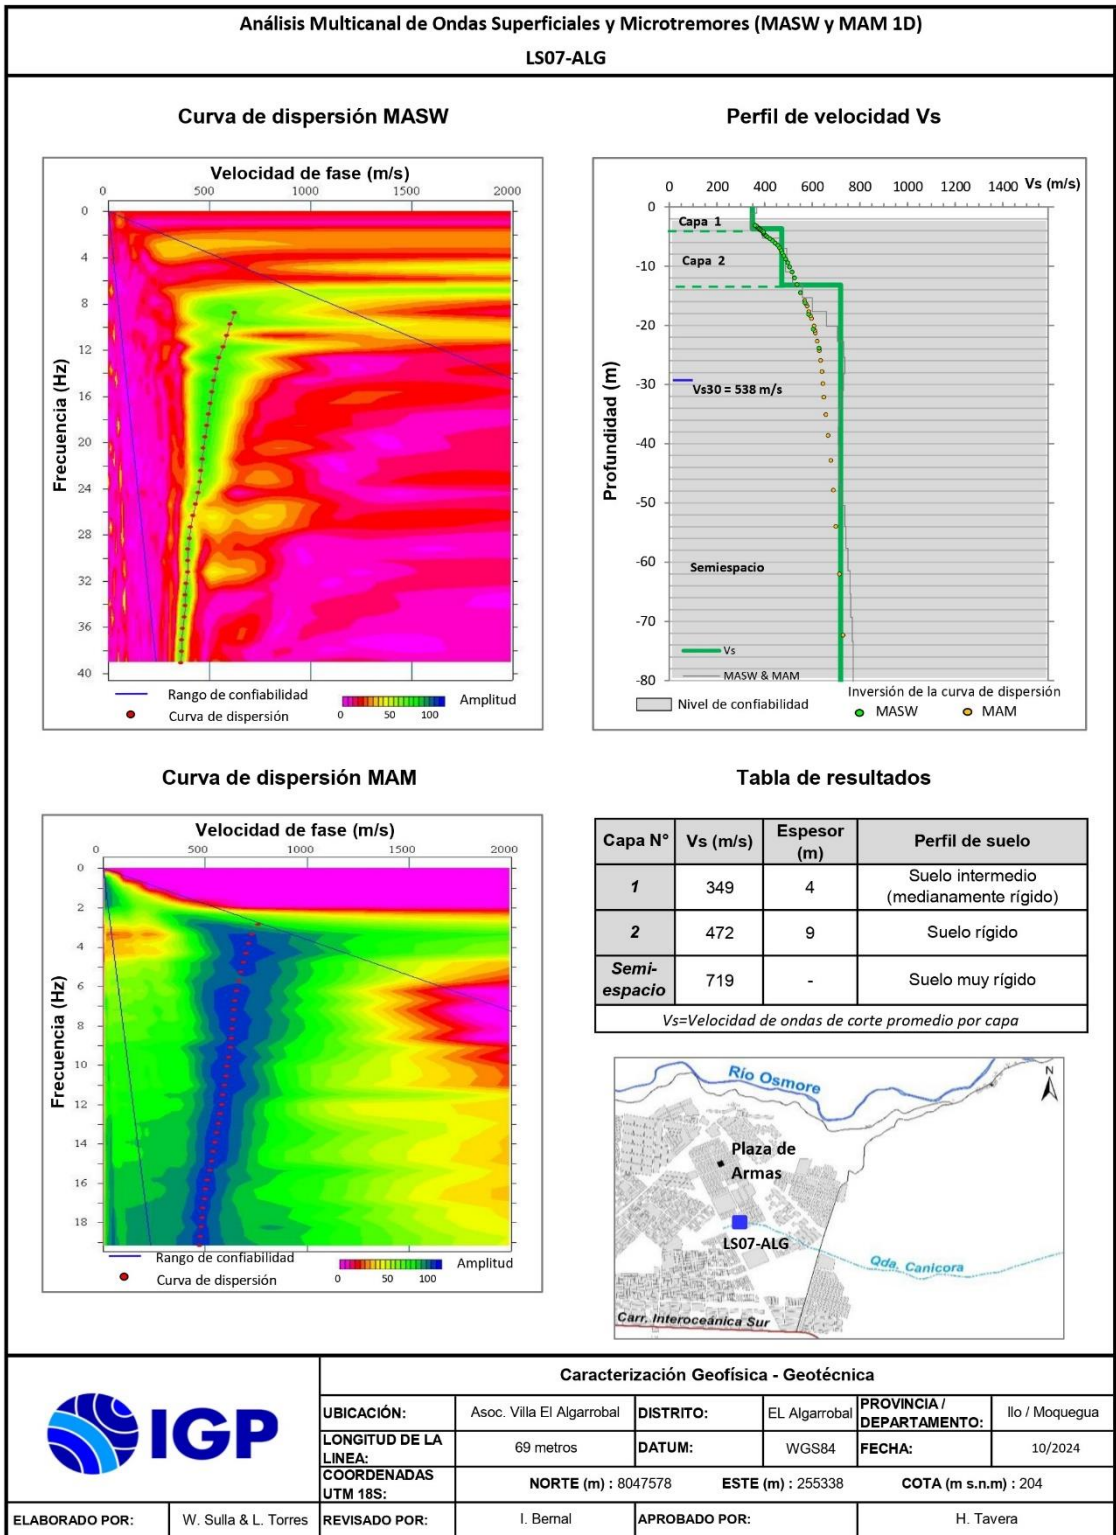 Análisis Multicanal de Ondas Superficiales y Microtremores (MASW y MAM 1D)
LS07-ALG
Curva de dispersión MASW
Velocidad de fase (m/s)
0 500 1000 1500 2000
Frecuencia (Hz)
0
4
8
12
16
20
24
28
32
36
40
Rango de confiabilidad
Curva de dispersión
Amplitud
0 50 100
Perfil de velocidad Vs
0 200 400 600 800 1000 1200 1400 Vs (m/s)
Profundidad (m)
0
-10
-20
-30
-40
-50
-60
-70
-80
Capa 1
Capa 2
Vs30 = 538 m/s
Semiespacio
Vs
MASW & MAM
Nivel de confiabilidad
Inversión de la curva de dispersión
MASW MAM
Curva de dispersión MAM
Velocidad de fase (m/s)
0 500 1000 1500 2000
Frecuencia (Hz)
0
2
4
6
8
10
12
14
16
18
Rango de confiabilidad
Curva de dispersión
Amplitud
0 50 100
Tabla de resultados
Capa N° Vs (m/s) Espesor (m) Perfil de suelo
1 349 4 Suelo intermedio (medianamente rígido)
2 472 9 Suelo rígido
Semi-espacio 719 - Suelo muy rígido
Vs=Velocidad de ondas de corte promedio por capa
Río Osmore
N
Plaza de
Armas
LS07-ALG
Qda. Canicora
Carr. Interoceánica Sur
IGP
Caracterización Geofísica - Geotécnica
UBICACIÓN: Asoc. Villa El Algarrobal DISTRITO: EL Algarrobal PROVINCIA / DEPARTAMENTO: Ilo / Moquegua
LONGITUD DE LA LINEA: 69 metros DATUM: WGS84 FECHA: 10/2024
COORDENADAS UTM 18S: NORTE (m) : 8047578 ESTE (m) : 255338 COTA (m s.n.m) : 204
ELABORADO POR: W. Sulla & L. Torres REVISADO POR: I. Bernal APROBADO POR: H. Tavera